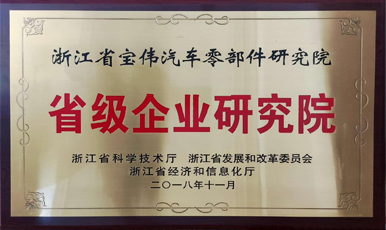 浙江省宝伟汽车零部件研究院
省级企业研究院
浙江省科学技术厅 浙江省发展和改革委员会
浙江省经济和信息化厅
二〇一八年十一月